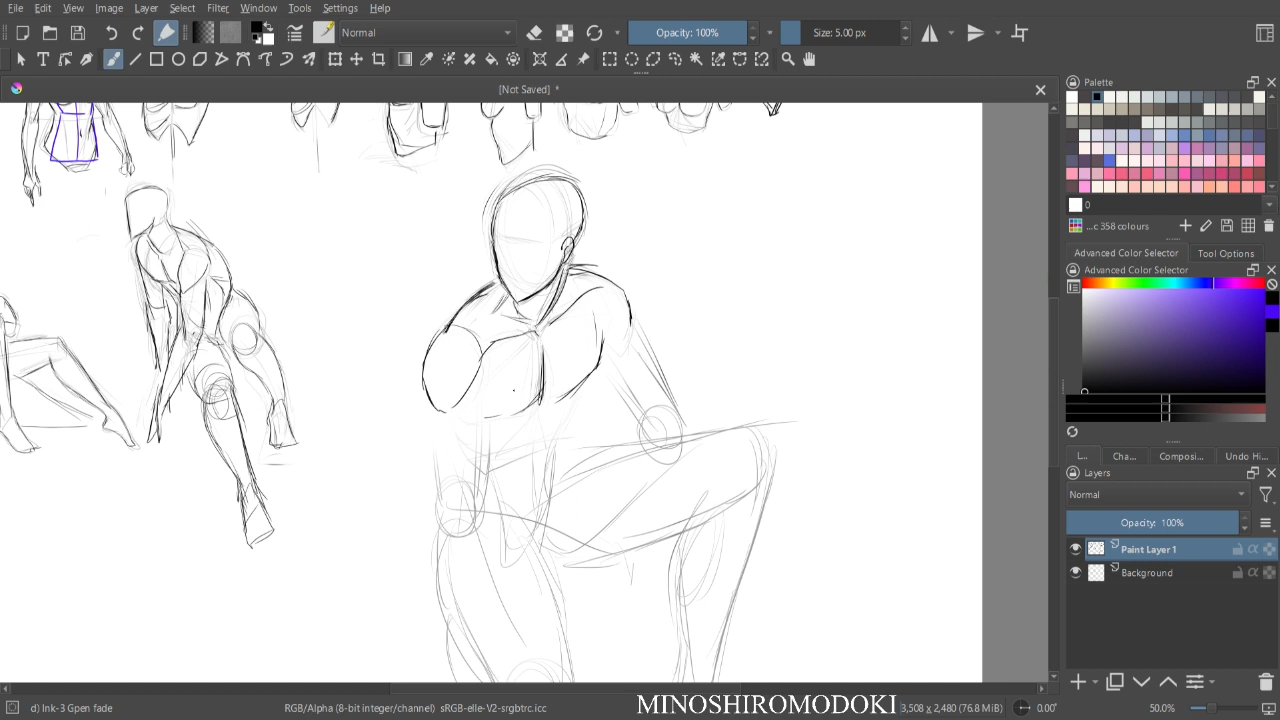 File Edit View Image Layer Select Filter Tools Settings Window Help
Normal Opacity: 100% Size: 5.00 px
[Not Saved] *
Palette
0
...c 358 colours
Advanced Color Selector Tool Options
Advanced Color Selector
L... Cha... Composi... Undo Hi...
Layers
Normal
Opacity: 100%
Paint Layer 1
Background
d) Ink-3 Gpen fade RGB/Alpha (8-bit integer/channel) sRGB-elle-V2-srgbtrc.icc MINOSHIROMODOKI 3,508 x 2,480 (76.8 MiB) 0.00° 50.0%